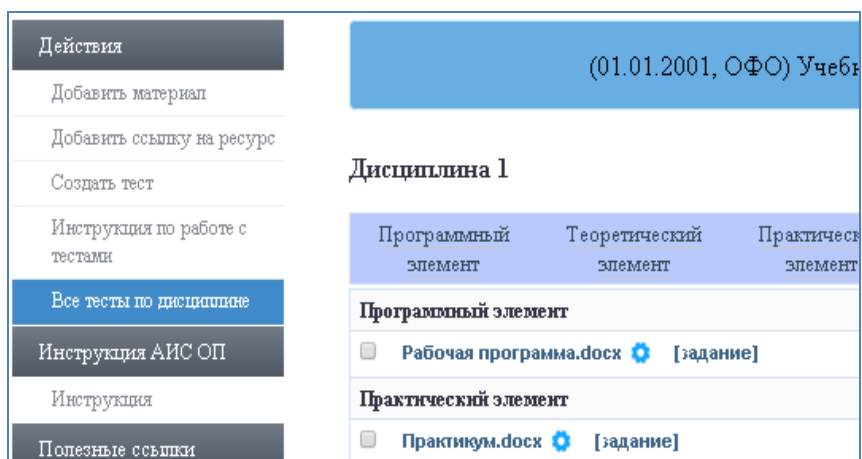 Действия
Добавить материал
Добавить ссылку на ресурс
Создать тест
Инструкция по работе с
тестами
Все тесты по дисциплине
Инструкция АИС ОП
Инструкция
Полезные ссылки
(01.01.2001, ОФО) Учебн
Дисциплина 1
Программный Теоретический Практическ
элемент элемент элемент
Программный элемент
Рабочая программа.docx [задание]
Практический элемент
Практикум.docx [задание]